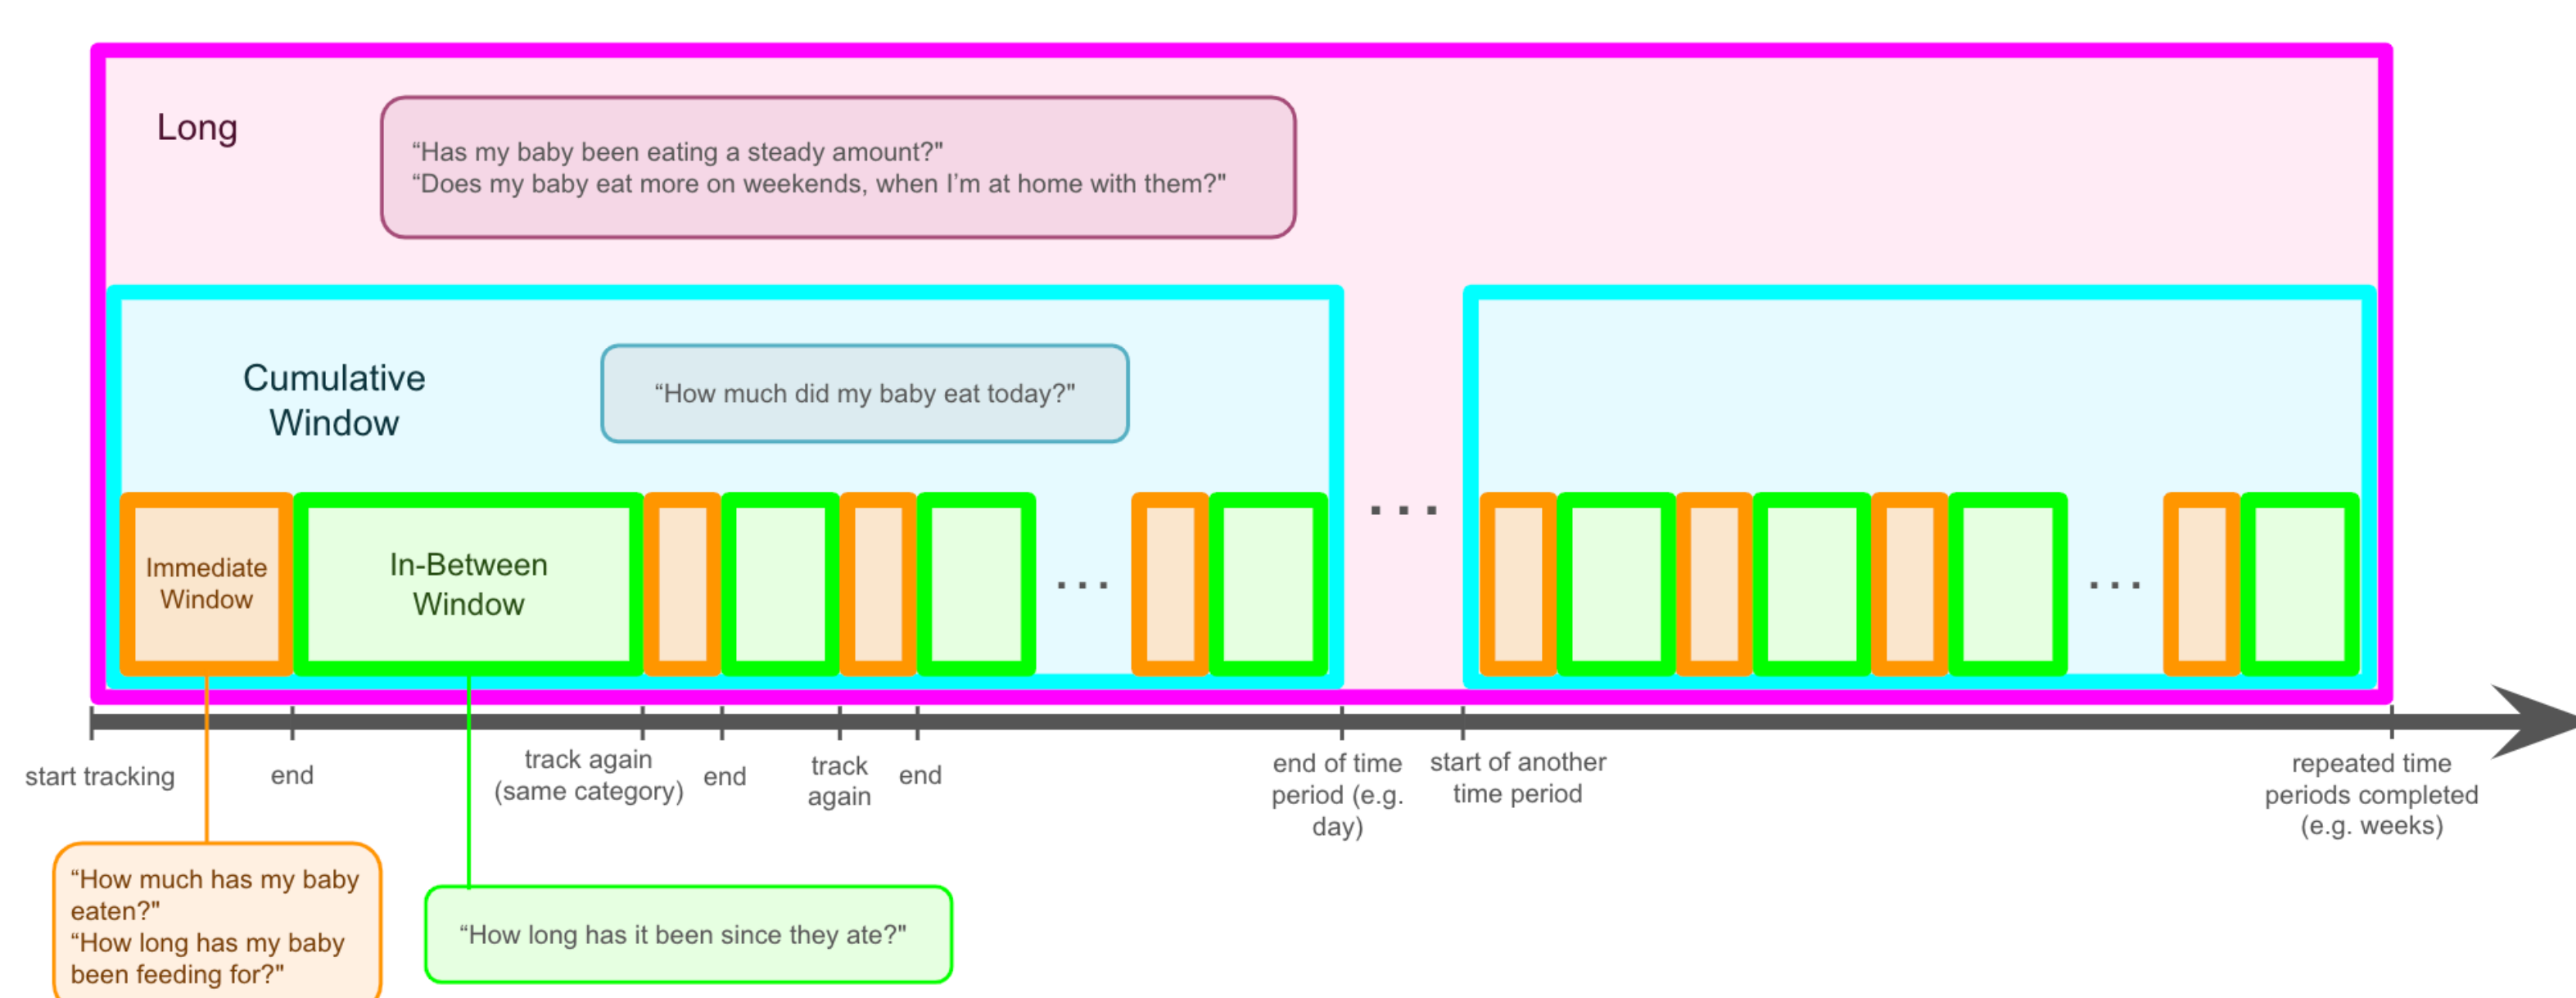 Long
“Has my baby been eating a steady amount?"
“Does my baby eat more on weekends, when I’m at home with them?"
Cumulative
Window
“How much did my baby eat today?"
Immediate
Window
In-Between
Window
...
...
...
start tracking
end
track again
(same category)
end
track
again
end
end of time
period (e.g.
day)
start of another
time period
repeated time
periods completed
(e.g. weeks)
“How much has my baby
eaten?"
“How long has my baby
been feeding for?"
“How long has it been since they ate?"